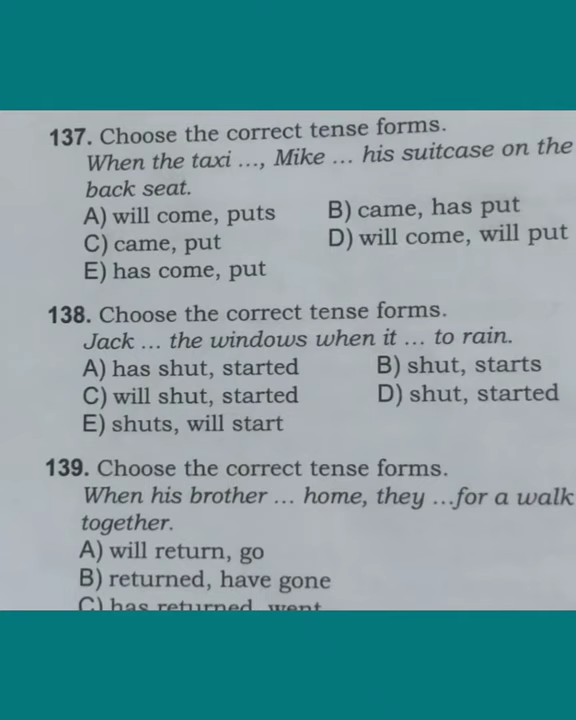 137. Choose the correct tense forms.
When the taxi ..., Mike ... his suitcase on the
back seat.
A) will come, puts B) came, has put
C) came, put D) will come, will put
E) has come, put
138. Choose the correct tense forms.
Jack ... the windows when it ... to rain.
A) has shut, started B) shut, starts
C) will shut, started D) shut, started
E) shuts, will start
139. Choose the correct tense forms.
When his brother ... home, they ...for a walk
together.
A) will return, go
B) returned, have gone
C) has returned, went